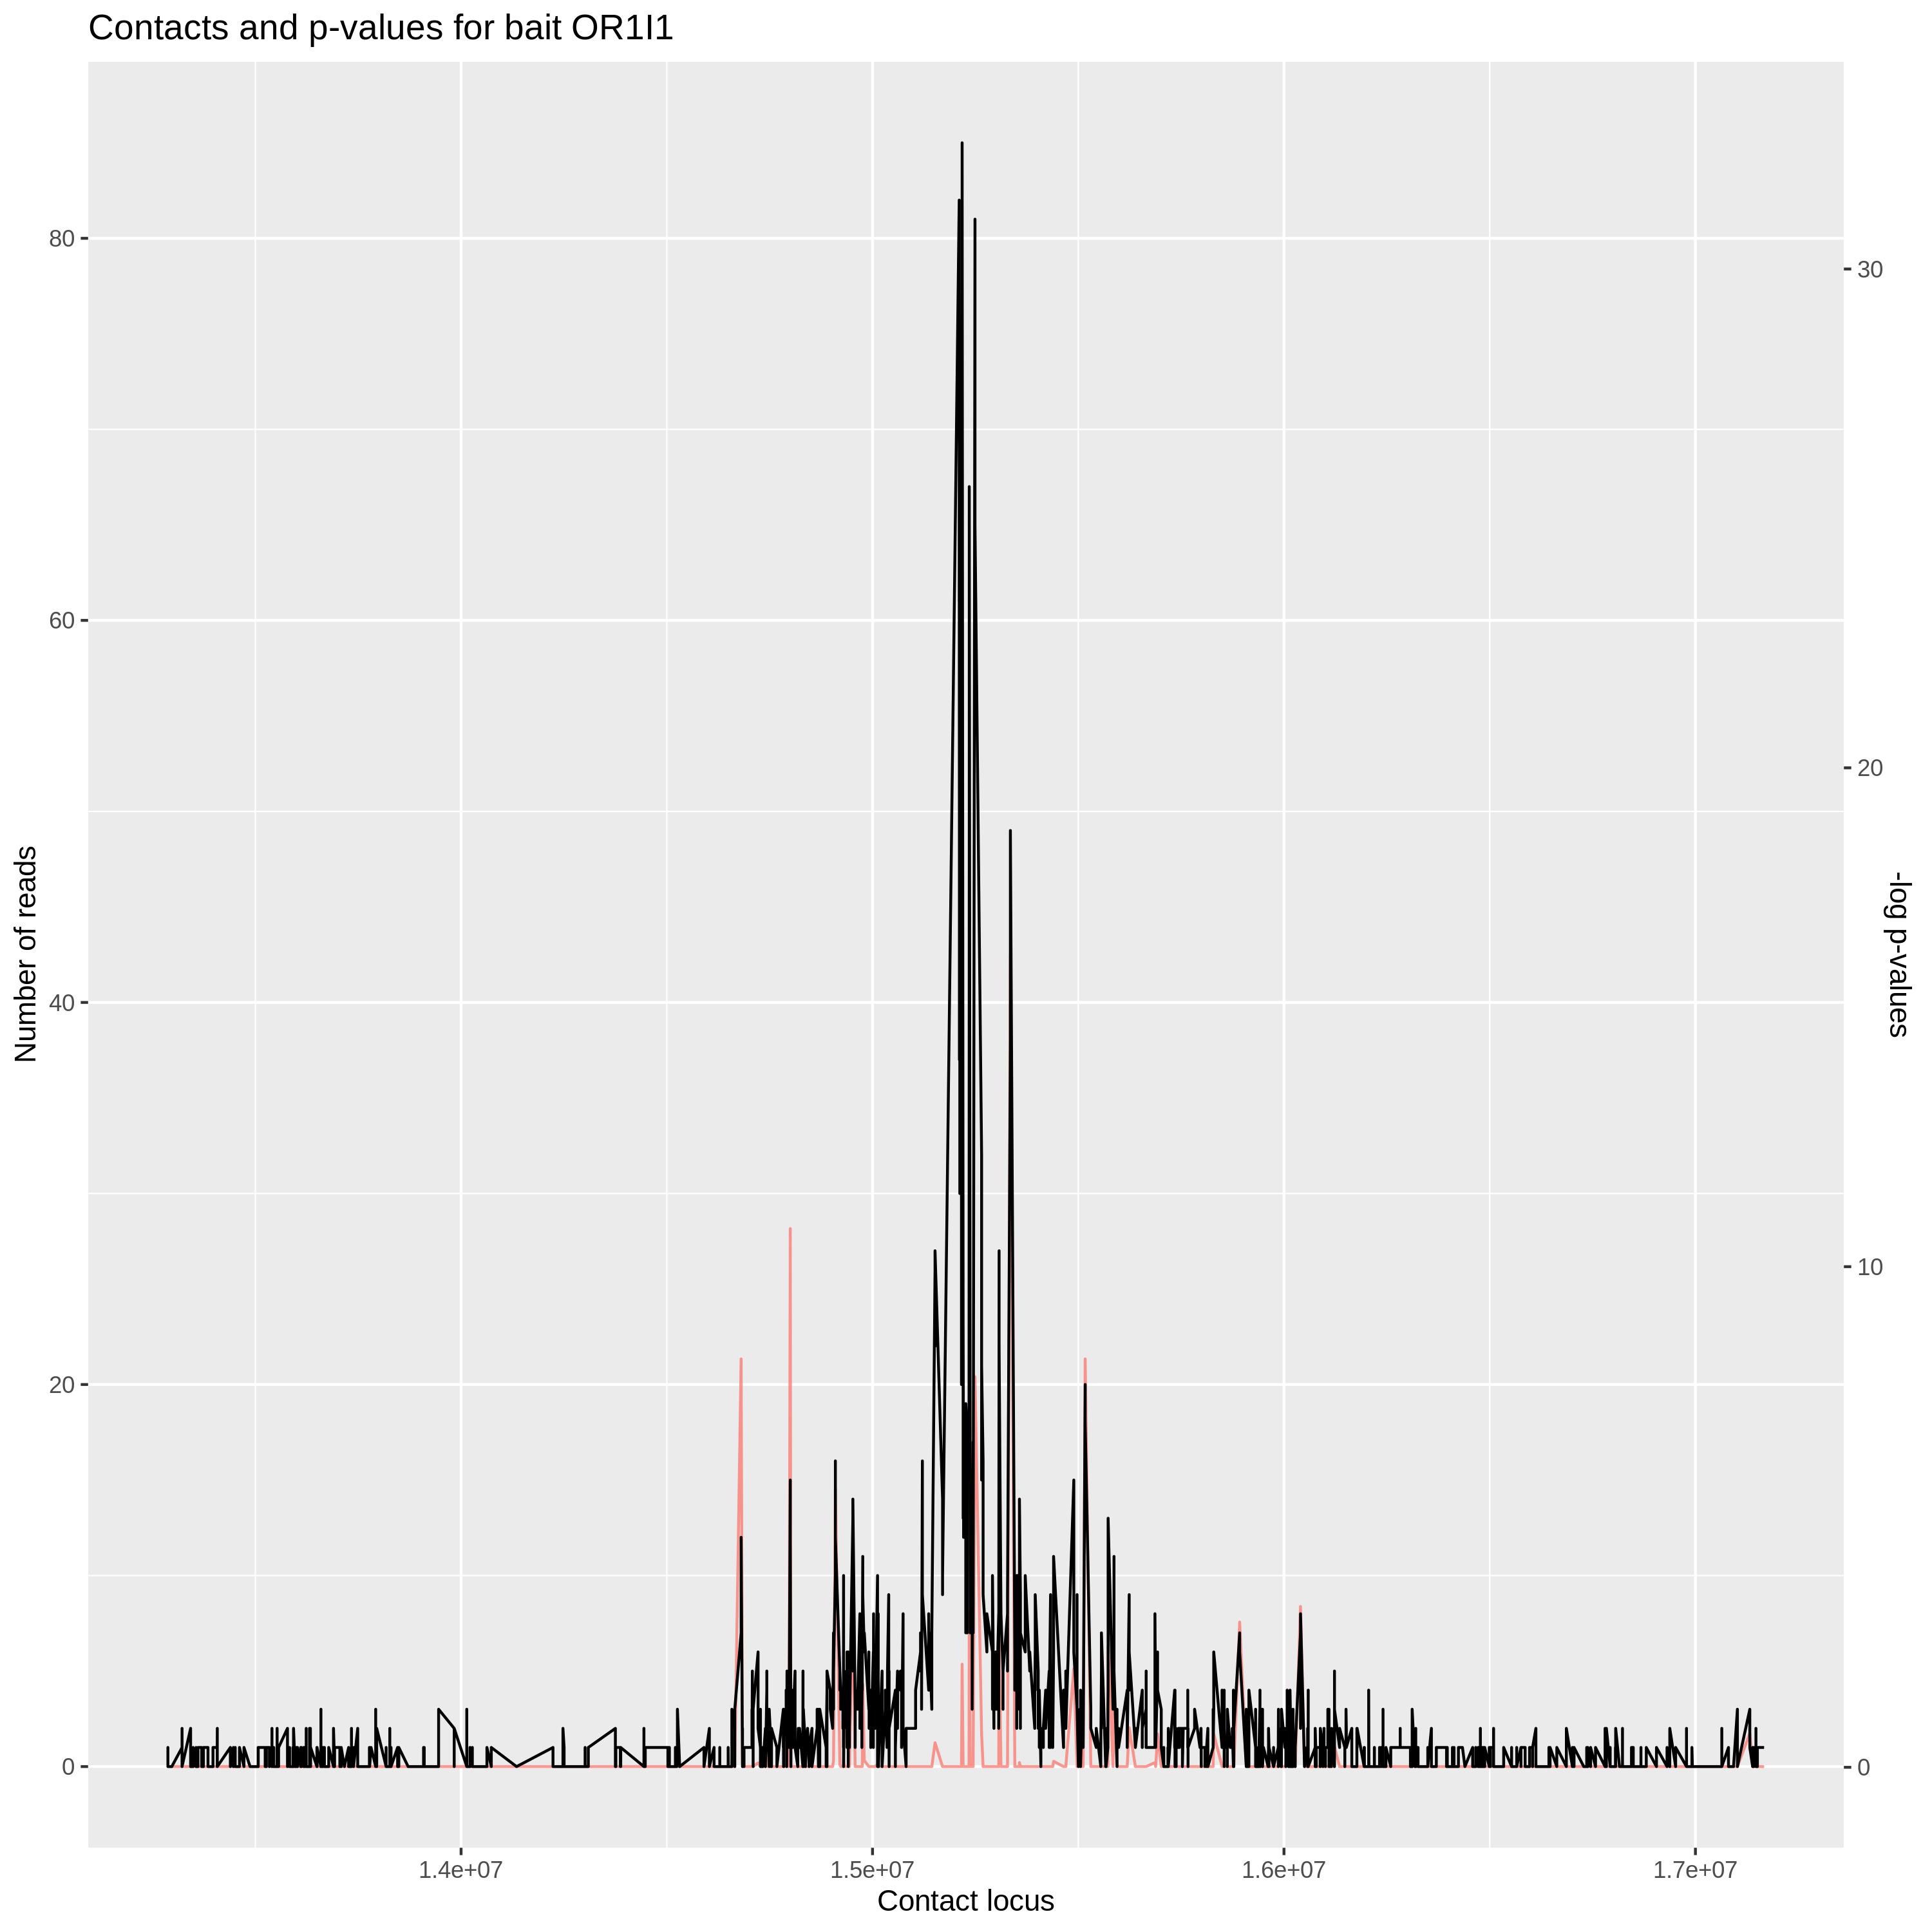 Contacts and p-values for bait OR1I1
80
60
40
20
0
Number of reads
30
20
10
0
-log p-values
1.4e+07 1.5e+07 1.6e+07 1.7e+07
Contact locus